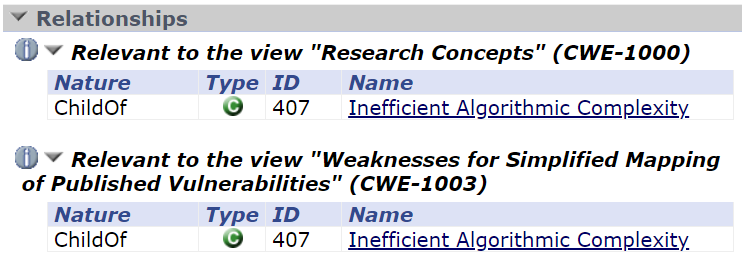 Relationships
Relevant to the view "Research Concepts" (CWE-1000)
Nature Type ID Name
ChildOf C 407 Inefficient Algorithmic Complexity
Relevant to the view "Weaknesses for Simplified Mapping
of Published Vulnerabilities" (CWE-1003)
Nature Type ID Name
ChildOf C 407 Inefficient Algorithmic Complexity